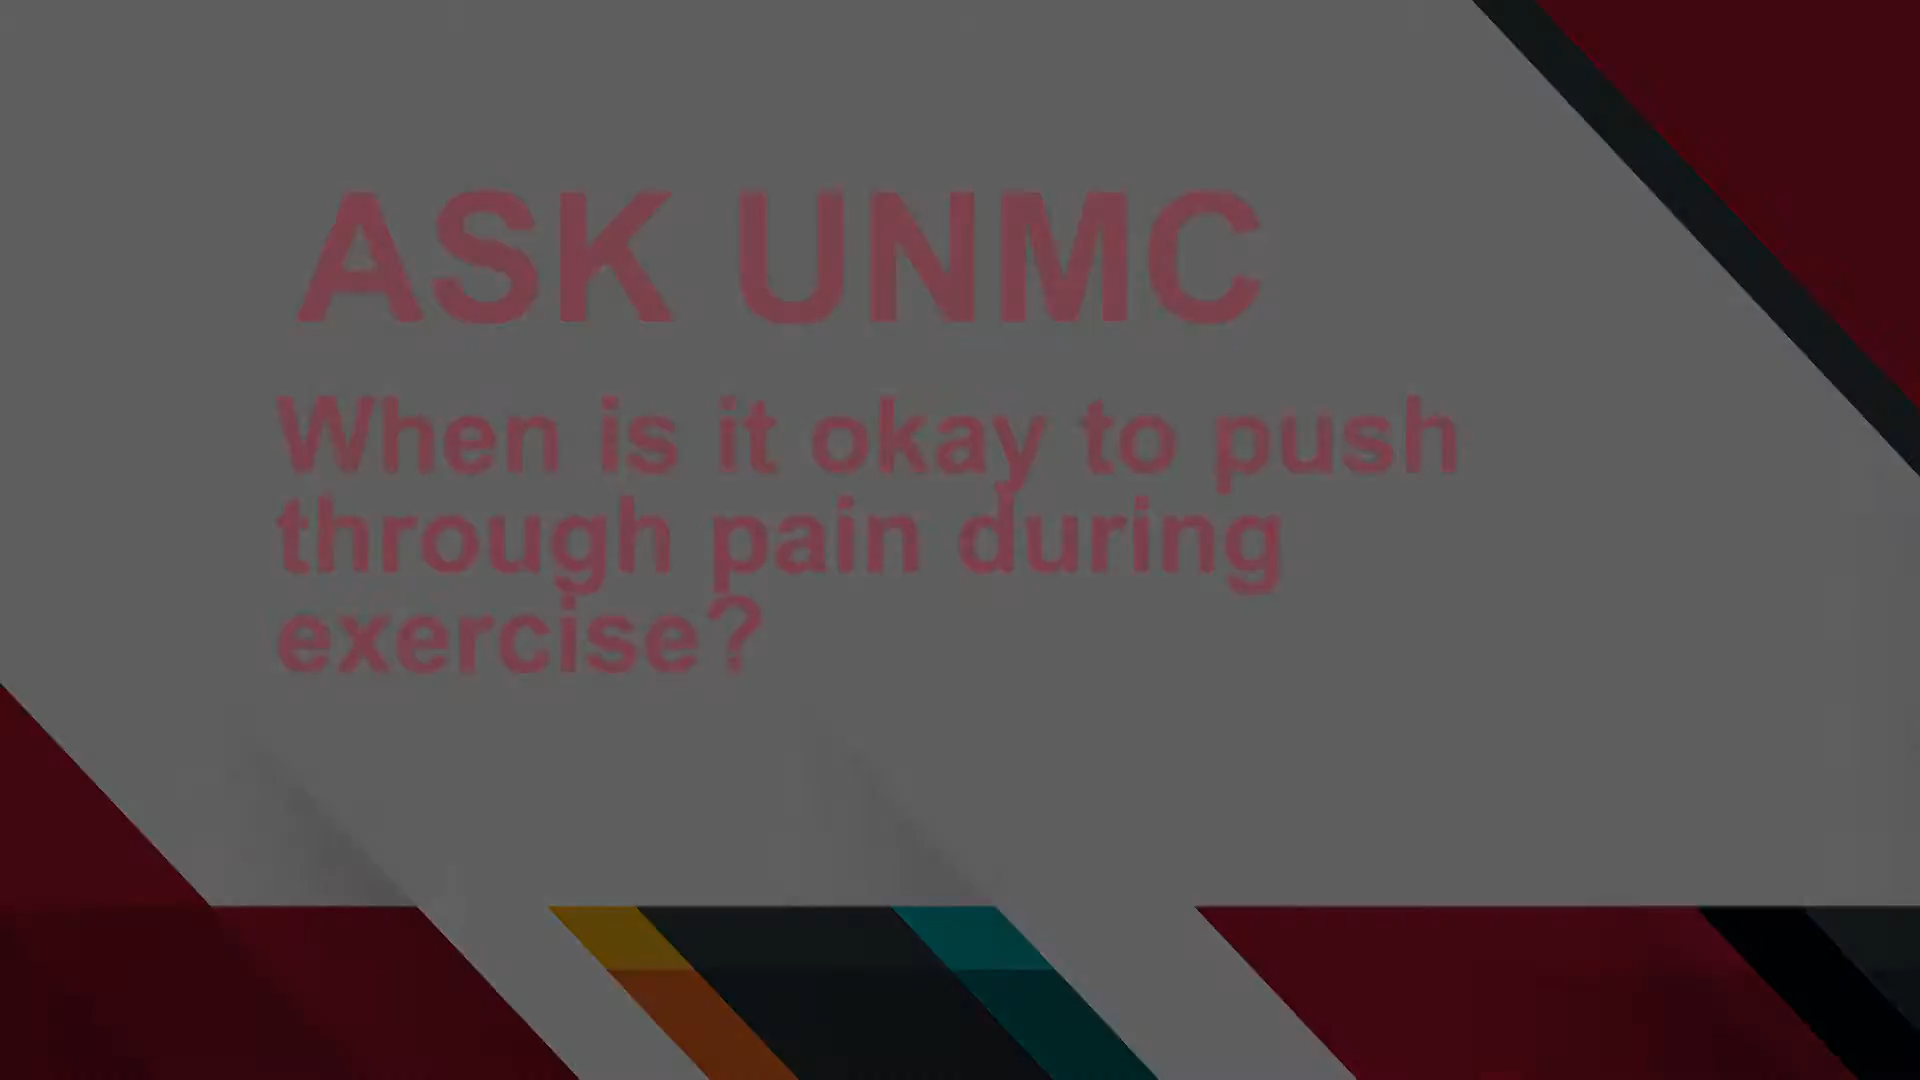 ASK UNMC
When is it okay to push
through pain during
exercise?